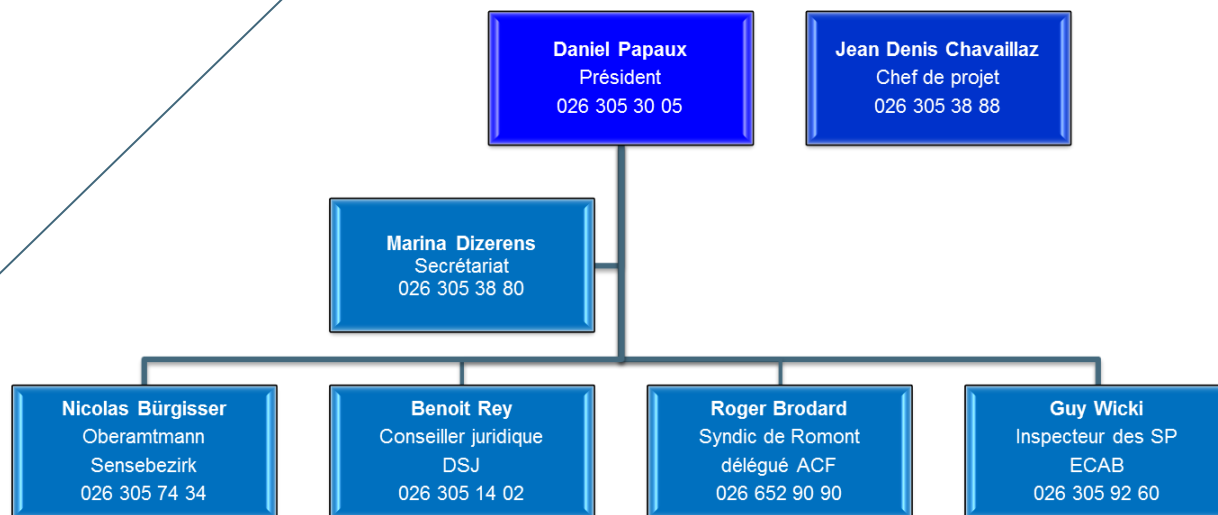 Daniel Papaux
Président
026 305 30 05
Jean Denis Chavaillaz
Chef de projet
026 305 38 88
Marina Dizerens
Secrétariat
026 305 38 80
Nicolas Bürgisser
Oberamtmann
Sensebezirk
026 305 74 34
Benoit Rey
Conseiller juridique
DSJ
026 305 14 02
Roger Brodard
Syndic de Romont
délégué ACF
026 652 90 90
Guy Wicki
Inspecteur des SP
ECAB
026 305 92 60